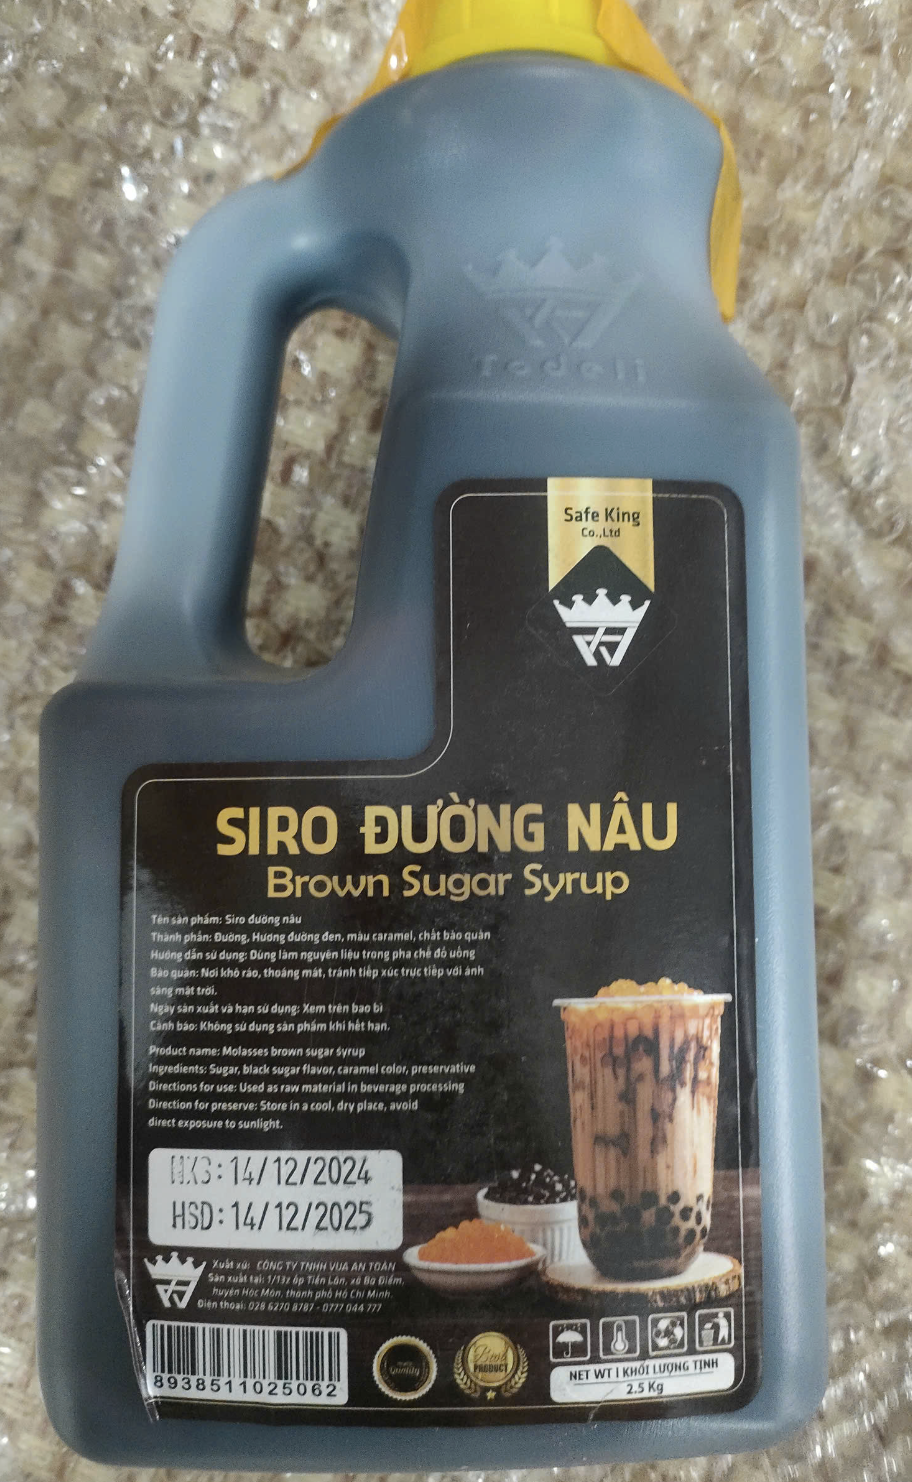 Tedeli
Safe King
Co.,Ltd
SIRO ĐƯỜNG NÂU
Brown Sugar Syrup
Tên sản phẩm: Siro đường nâu
Thành phần: Đường, Hương đường đen, màu caramel, chất bảo quản
Hướng dẫn sử dụng: Dùng làm nguyên liệu trong pha chế đồ uống
Bảo quản: Nơi khô ráo, thoáng mát, tránh tiếp xúc trực tiếp với ánh
sáng mặt trời.
Ngày sản xuất và hạn sử dụng: Xem trên bao bì
Cảnh báo: Không sử dụng sản phẩm khi hết hạn.
Product name: Molasses brown sugar syrup
Ingredients: Sugar, black sugar flavor, caramel color, preservative
Directions for use: Used as raw material in beverage processing
Direction for preserve: Store in a cool, dry place, avoid
direct exposure to sunlight.
NXS: 14/12/2024
HSD: 14/12/2025
Xuất xứ: CÔNG TY TNHH VUA AN TOÀN
Sản xuất tại: 1/13z ấp Tiền Lân, xã Bà Điểm,
huyện Hóc Môn, thành phố Hồ Chí Minh.
Điện thoại: 028 6270 8787 - 0777 044 777
8938511025062
Quality
PRODUCT
NET WT | KHỐI LƯỢNG TỊNH
2.5 Kg